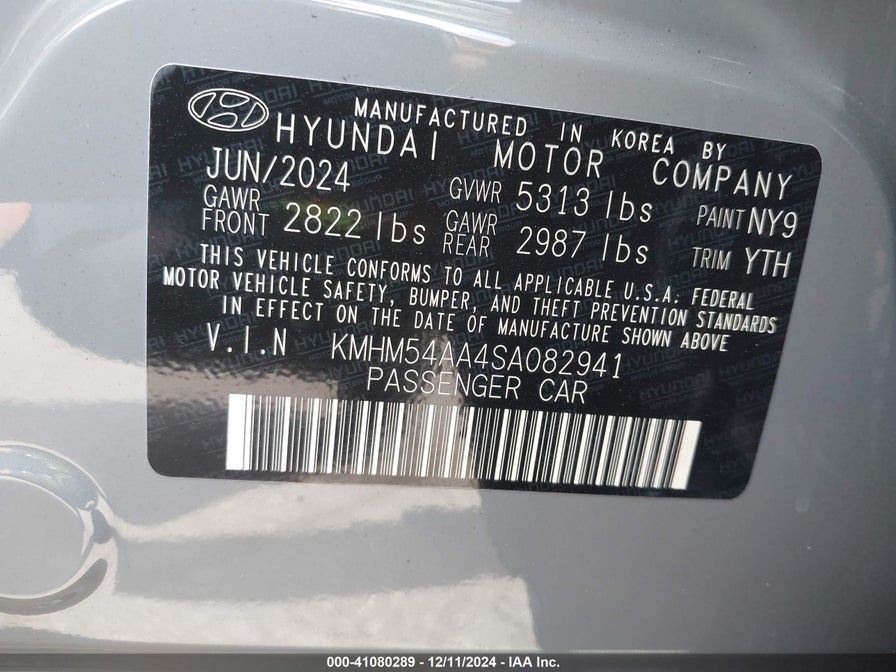 MANUFACTURED IN KOREA BY
HYUNDAI MOTOR COMPANY
JUN/2024 GVWR 5313 lbs PAINT NY9
GAWR FRONT 2822 lbs GAWR REAR 2987 lbs TRIM YTH
THIS VEHICLE CONFORMS TO ALL APPLICABLE U.S.A. FEDERAL
MOTOR VEHICLE SAFETY, BUMPER, AND THEFT PREVENTION STANDARDS
IN EFFECT ON THE DATE OF MANUFACTURE SHOWN ABOVE
V.I.N KMHM54AA4SA082941
PASSENGER CAR
000-41080289 - 12/11/2024 - IAA Inc.